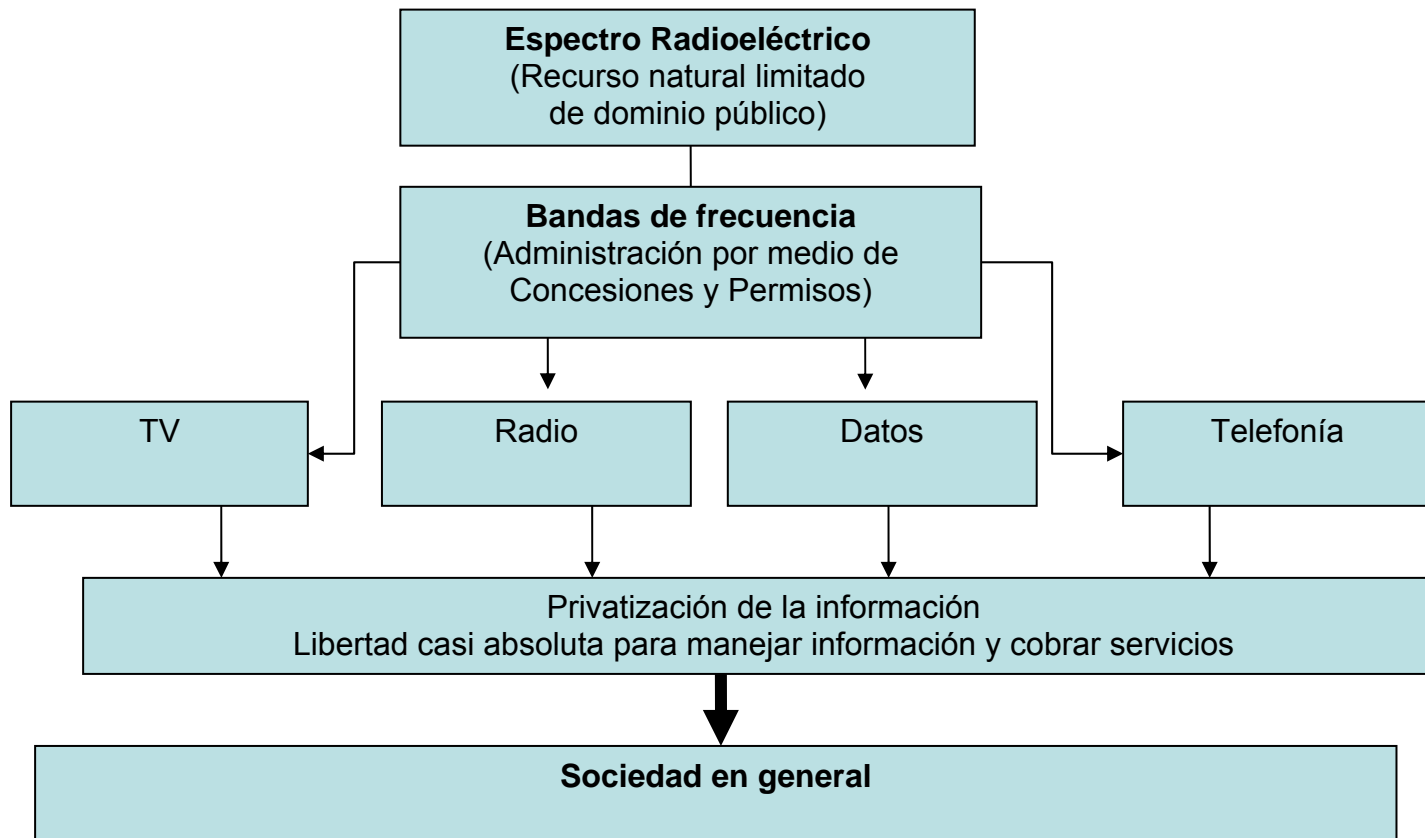 Espectro Radioeléctrico
(Recurso natural limitado
de dominio público)
Bandas de frecuencia
(Administración por medio de
Concesiones y Permisos)
TV
Radio
Datos
Telefonía
Privatización de la información
Libertad casi absoluta para manejar información y cobrar servicios
Sociedad en general